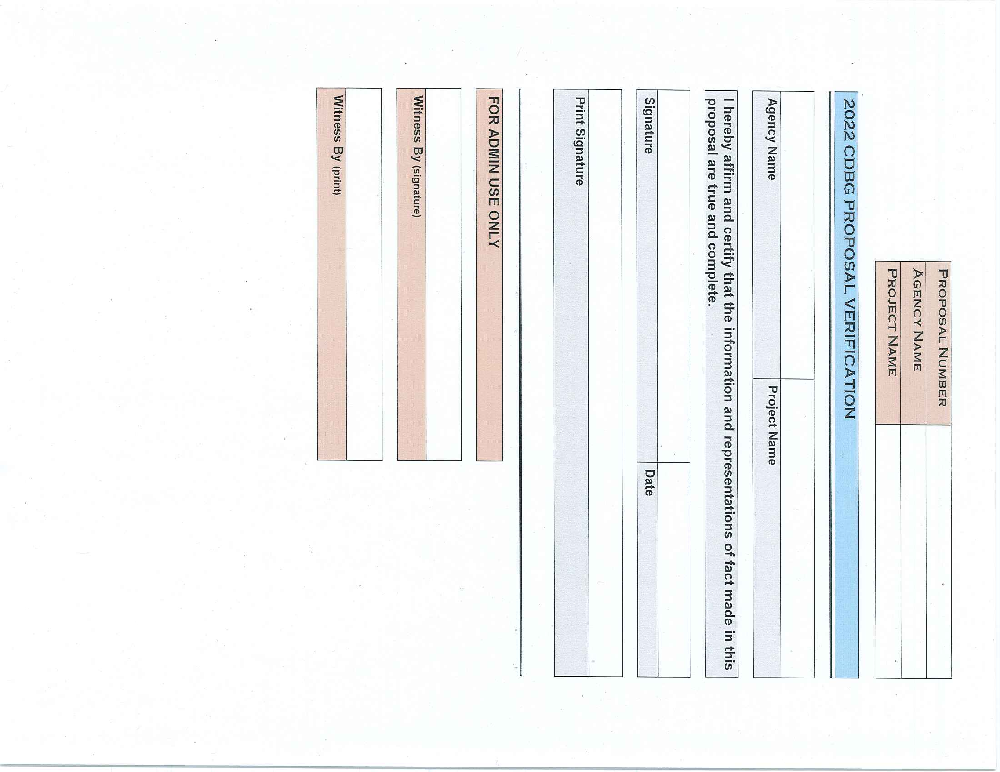 PROPOSAL NUMBER
AGENCY NAME
PROJECT NAME
2022 CDBG PROPOSAL VERIFICATION
Agency Name Project Name
I hereby affirm and certify that the information and representations of fact made in this
proposal are true and complete.
Signature Date
Print Signature
FOR ADMIN USE ONLY
Witness By (signature)
Witness By (print)